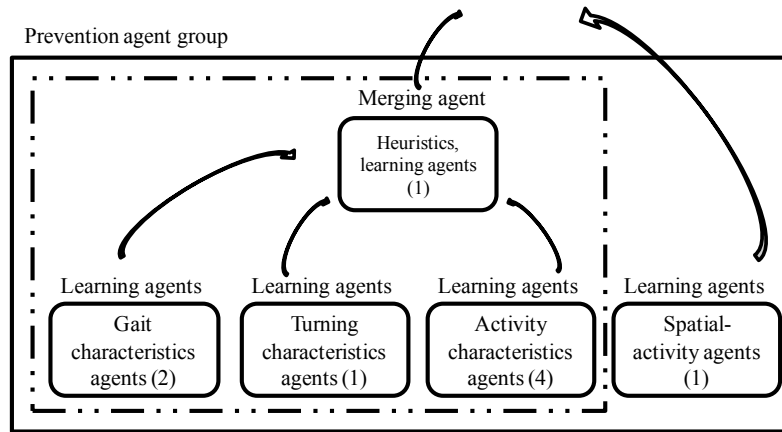 Prevention agent group
Merging agent
Heuristics,
learning agents
(1)
Learning agents
Gait
characteristics
agents (2)
Learning agents
Turning
characteristics
agents (1)
Learning agents
Activity
characteristics
agents (4)
Learning agents
Spatial-
activity agents
(1)